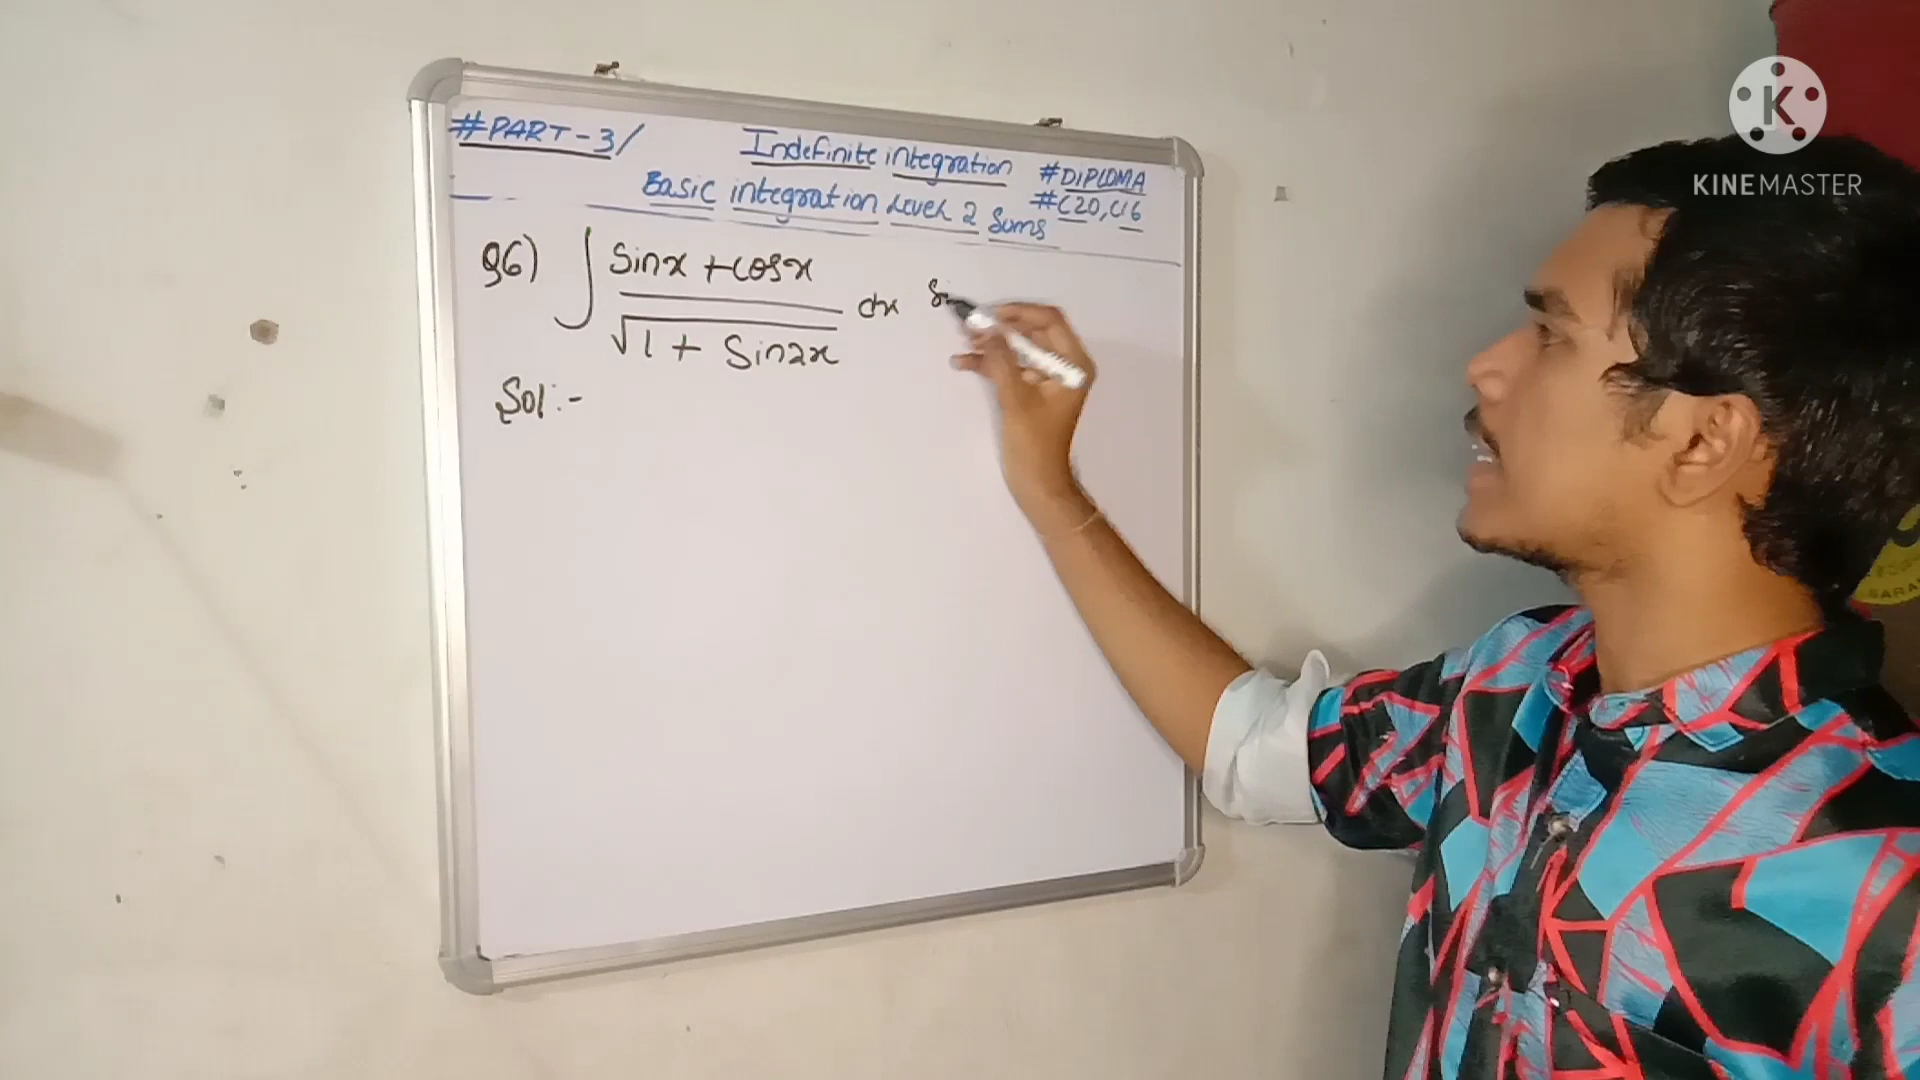 #PART-3/
Indefinite integration
#DIPLOMA
Basic integration Level 2 Sums
#C20, C16
Q6) ∫ Sinx + cosx / √1 + Sin2x dx
Sol:-
K
KINEMASTER